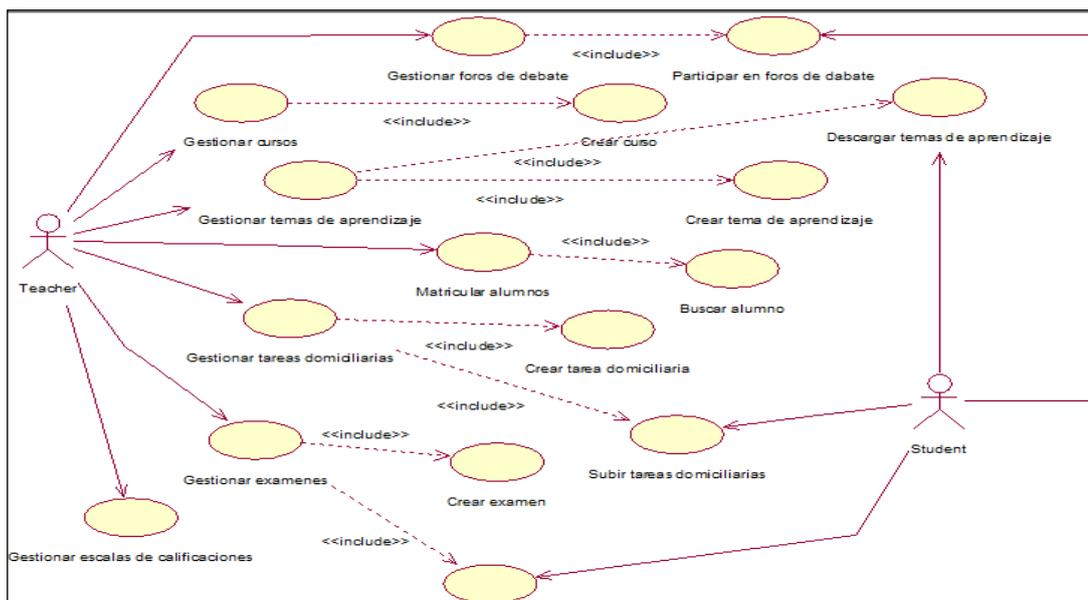 <<include>>
Gestionar foros de debate
Participar en foros de dabate
<<include>>
Gestionar cursos
Crear curso
Descargar temas de aprendizaje
<<include>>
<<include>>
Gestionar temas de aprendizaje
Crear tema de aprendizaje
<<include>>
Teacher
Matricular alumnos
Buscar alumno
<<include>>
Gestionar tareas domiciliarias
Crear tarea domiciliaria
<<include>>
<<include>>
Gestionar examenes
Crear examen
Subir tareas domiciliarias
Student
<<include>>
Gestionar escalas de calificaciones